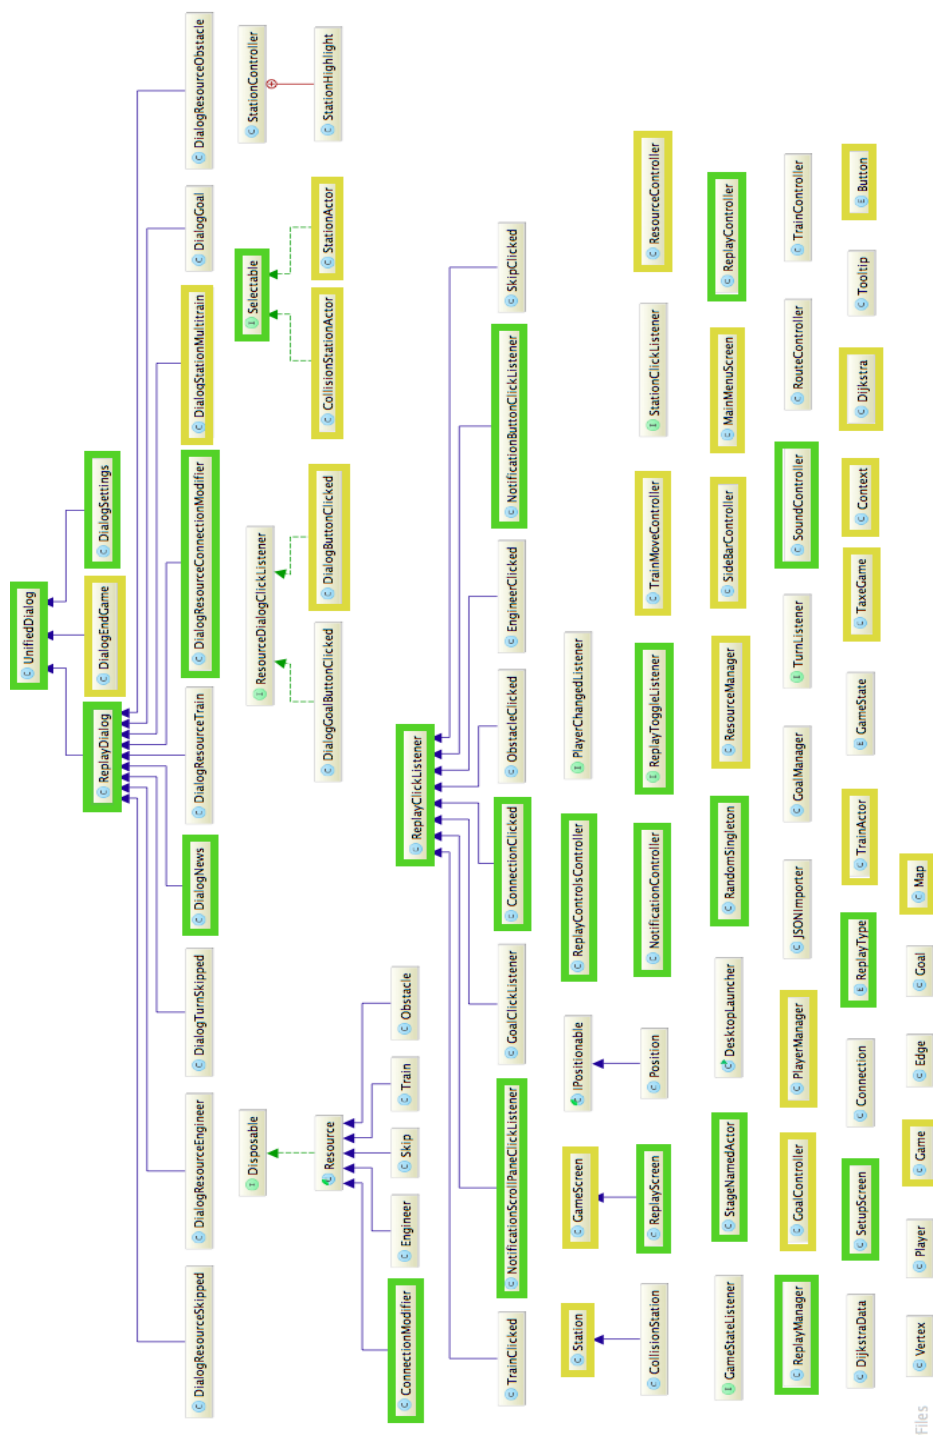 UnifiedDialog
ReplayDialog
DialogEndGame
DialogSettings
DialogResourceSkipped
DialogResourceEngineer
DialogTurnSkipped
DialogNews
DialogResourceTrain
DialogResourceConnectionModifier
DialogStationMultitrain
DialogGoal
DialogResourceObstacle
Disposable
ResourceDialogClickListener
Selectable
StationController
Resource
DialogGoalButtonClicked
DialogButtonClicked
CollisionStationActor
StationActor
StationHighlight
ConnectionModifier
Engineer
Skip
Train
Obstacle
ReplayClickListener
TrainClicked
NotificationScrollPaneClickListener
GoalClickListener
ConnectionClicked
ObstacleClicked
EngineerClicked
NotificationButtonClickListener
SkipClicked
Station
GameScreen
IPositionable
ReplayControlsController
PlayerChangedListener
CollisionStation
ReplayScreen
Position
NotificationController
ReplayToggleListener
TrainMoveController
StationClickListener
ResourceController
GameStateListener
StageNamedActor
DesktopLauncher
RandomSingleton
ResourceManager
SideBarController
MainMenuScreen
ReplayController
ReplayManager
GoalController
PlayerManager
JSONImporter
GoalManager
TurnListener
SoundController
RouteController
TrainController
DijkstraData
SetupScreen
Connection
ReplayType
TrainActor
GameState
TaxeGame
Context
Dijkstra
Tooltip
Button
Vertex
Player
Game
Edge
Goal
Map
Files